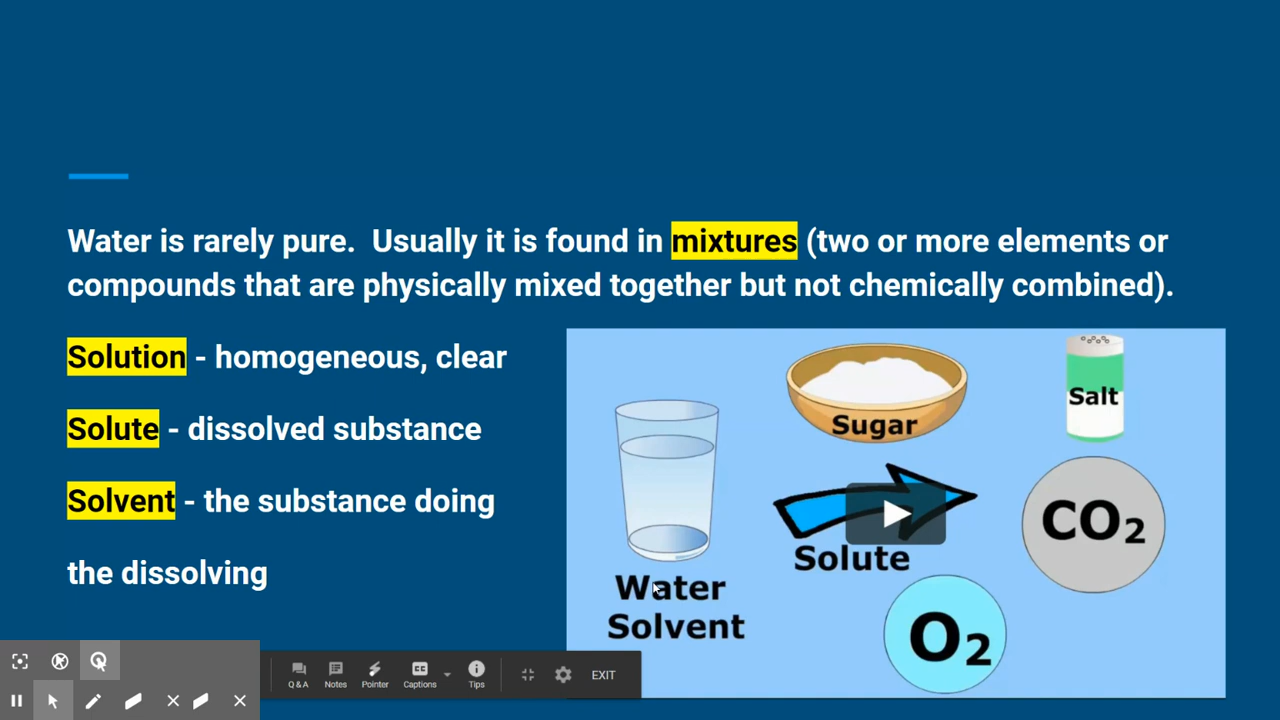 Water is rarely pure.  Usually it is found in mixtures (two or more elements or
compounds that are physically mixed together but not chemically combined).
Solution - homogeneous, clear
Solute - dissolved substance
Solvent - the substance doing
the dissolving
Sugar
Salt
CO₂
Solute
Water
Solvent
O₂
Q & A
Notes
Pointer
Captions
Tips
EXIT